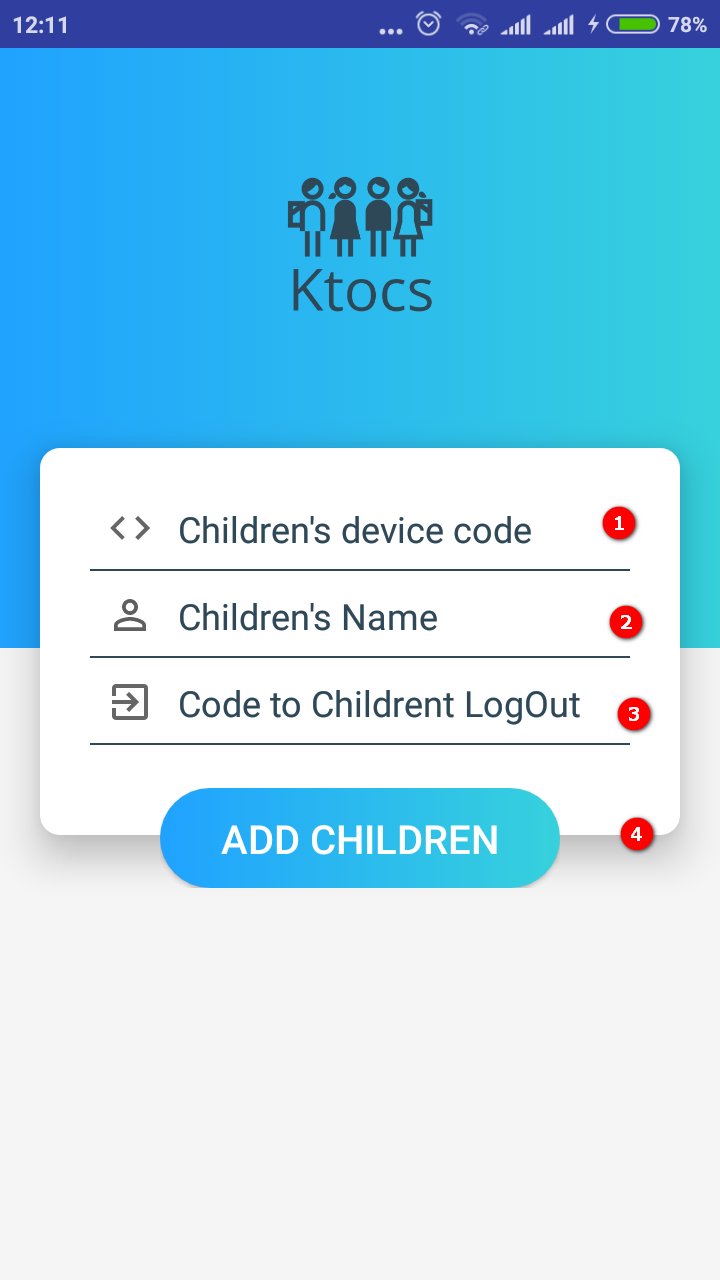 12:11 78%
Ktocs
Children's device code 1
Children's Name 2
Code to Childrent LogOut 3
ADD CHILDREN 4